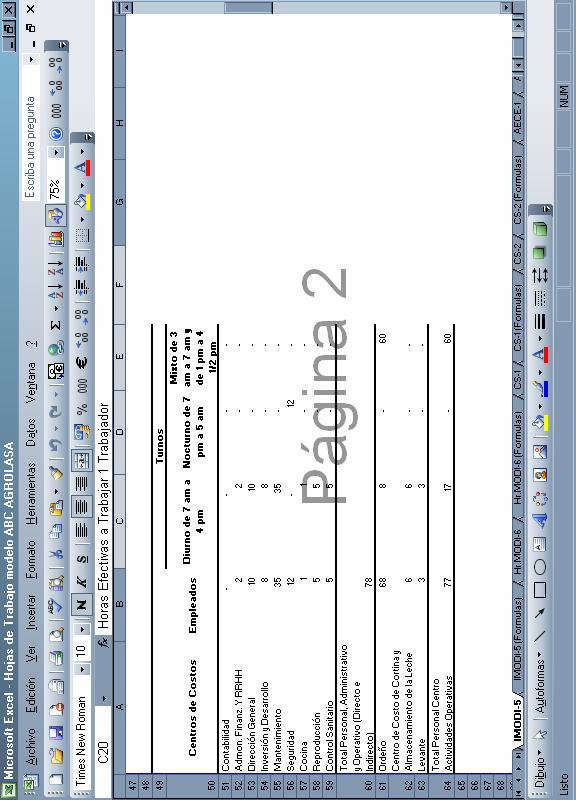 Microsoft Excel - Hojas de Trabajo modelo ABC AGROLASA
Archivo Edición Ver Insertar Formato Herramientas Datos Ventana ? Escriba una pregunta
75%
Times New Roman 10 N K S % 000 €
C20 fx Horas Efectivas a Trabajar 1 Trabajador
A B C D E F G H I
47
48
49 Turnos
50 Centros de Costos Empleados Diurno de 7 am a 4 pm Nocturno de 7 pm a 5 am Mixto de 3 am a 7 am y de 1 pm a 4 1/2 pm
51 Contabilidad - - - -
52 Admon. Finanz. Y RRHH 2 2 - -
53 Dirección General 10 10 - -
54 Inversión y Desarrollo 8 8 - -
55 Mantenimiento 35 35 - -
56 Seguridad 12 - 12 -
57 Cocina 1 1 - -
58 Reproducción 5 5 - -
59 Control Sanitario 5 5 - -
Total Personal, Administrativo
y Operativo (Directo e
60 Indirecto) 78
61 Ordeño 68 8 - 60
Centro de Costo de Cortina y
62 Almacenamiento de la Leche 6 6 - -
63 Levante 3 3 - -
Total Personal Centro
64 Actividades Operativas 77 17 - 60
65
66
67
68
Página 2
IMODI-5 IMODI-5 (Formulas) Hr.MODI-6 Hr.MODI-6 (Formulas) CS-1 CS-1 (Formulas) CS-2 CS-2 (Formulas) AECE-1
Dibujo Autoformas
Listo NUM